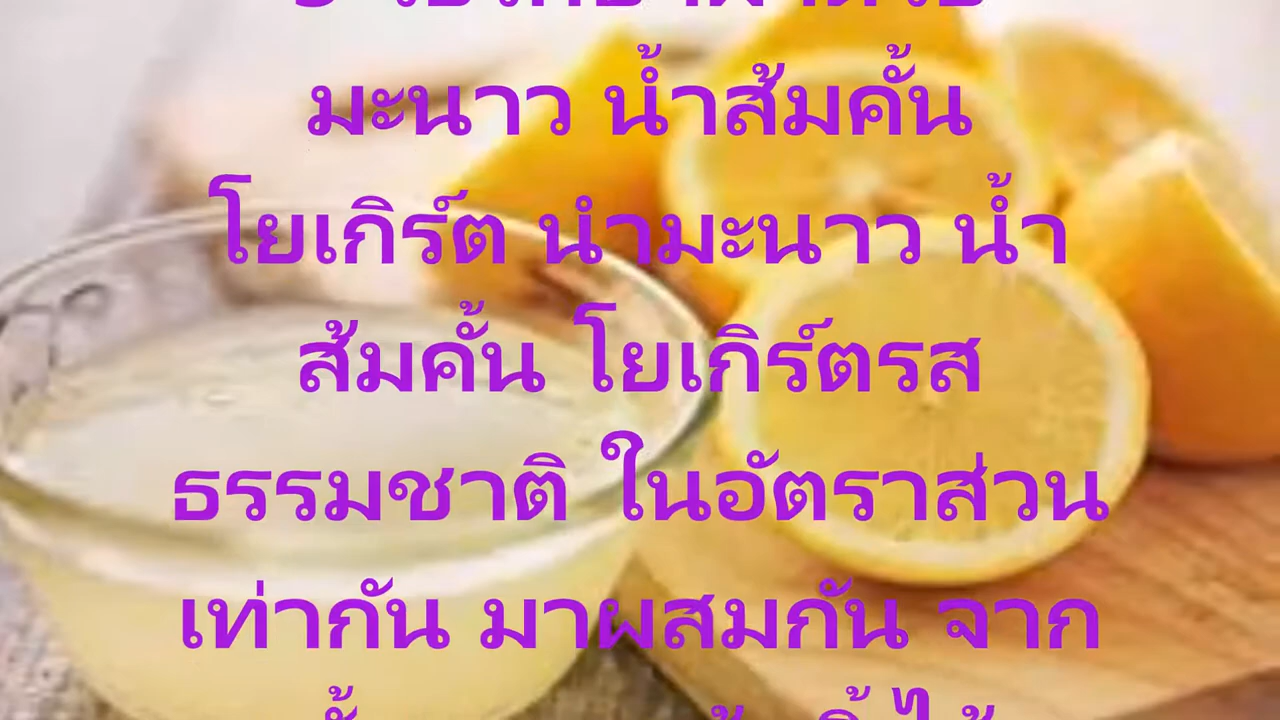 มะนาว น้ำส้มคั้น
โยเกิร์ต นำมะนาว น้ำ
ส้มคั้น โยเกิร์ตรส
ธรรมชาติ ในอัตราส่วน
เท่ากัน มาผสมกัน จาก